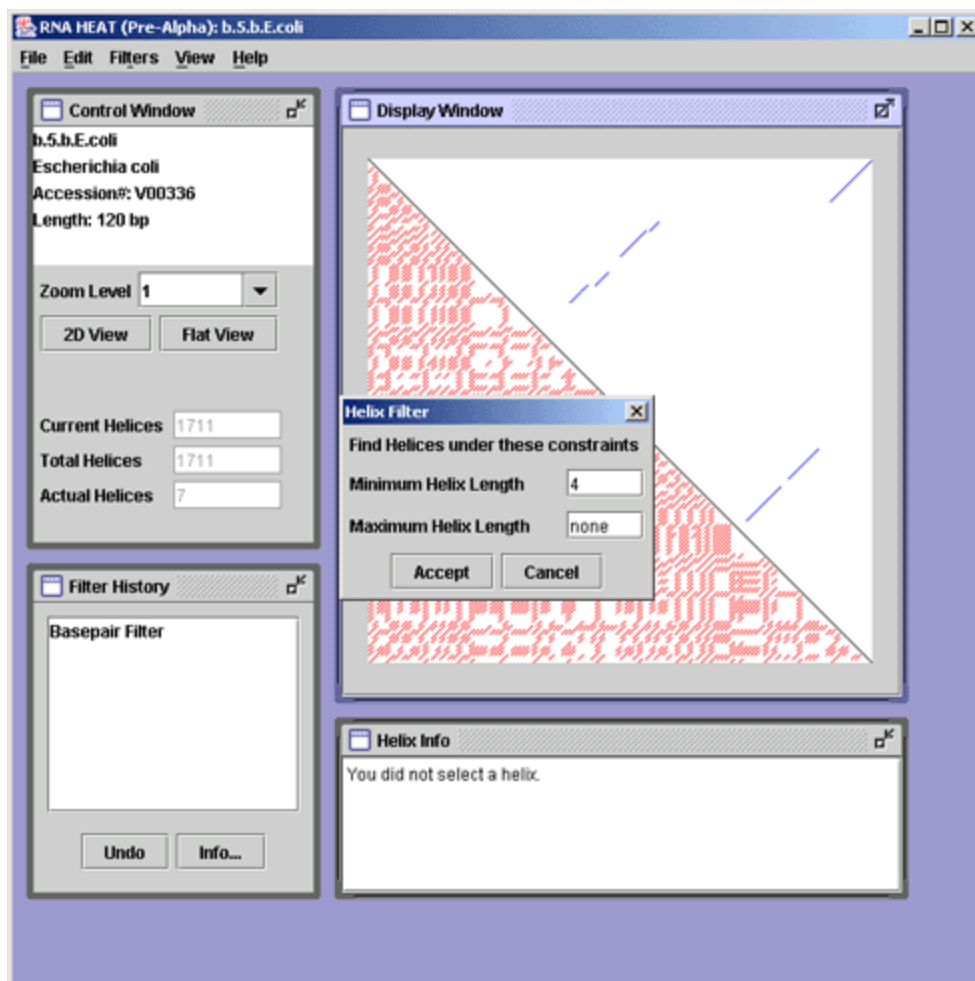 RNA HEAT (Pre-Alpha): b.5.b.E.coli
File Edit Filters View Help
Control Window
b.5.b.E.coli
Escherichia coli
Accession#: V00336
Length: 120 bp
Zoom Level 1
2D View Flat View
Current Helices 1711
Total Helices 1711
Actual Helices 7
Filter History
Basepair Filter
Undo Info...
Display Window
Helix Filter
Find Helices under these constraints
Minimum Helix Length 4
Maximum Helix Length none
Accept Cancel
Helix Info
You did not select a helix.